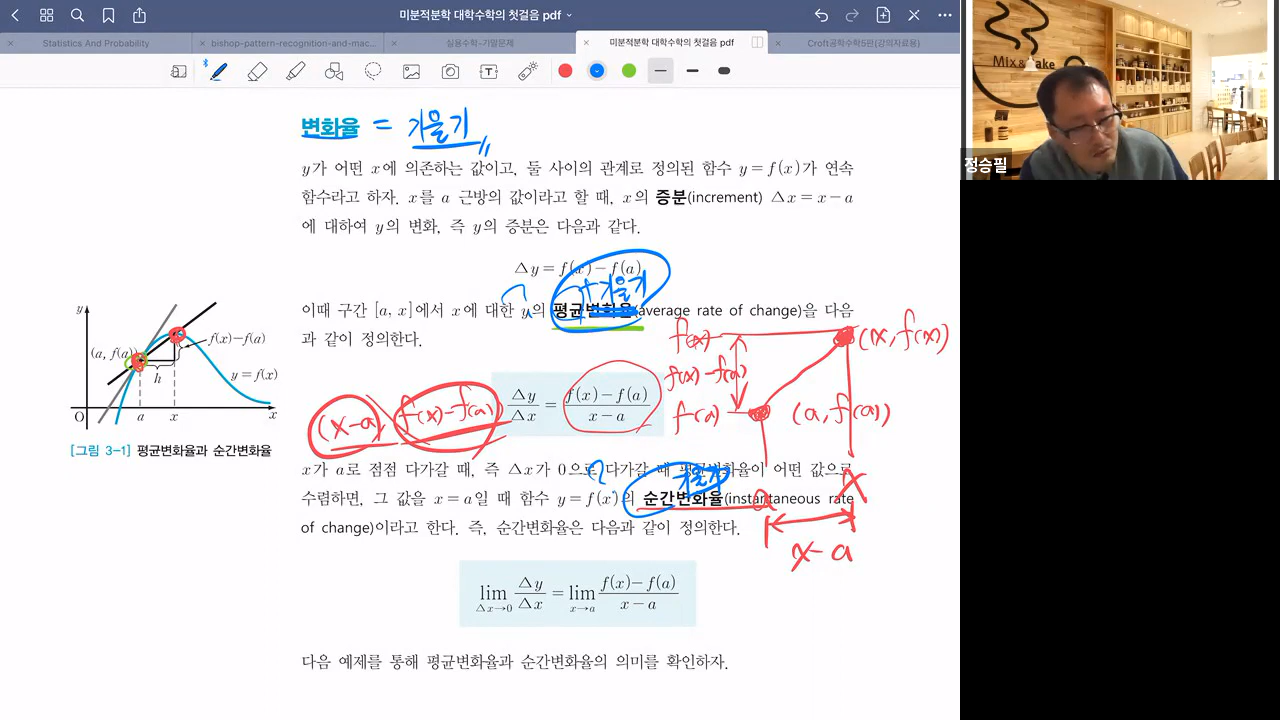 미분적분학 대학수학의 첫걸음 pdf
Statistics And Probability
bishop-pattern-recognition-and-mac...
실용수학-기말문제
미분적분학 대학수학의 첫걸음 pdf
Croft공학수학5판(강의자료용)
Mix&
정승필
변화율 = 기울기
y가 어떤 x에 의존하는 값이고, 둘 사이의 관계로 정의된 함수 y=f(x)가 연속
함수라고 하자. x를 a 근방의 값이라고 할 때, x의 증분(increment) Δx=x−a
에 대하여 y의 변화, 즉 y의 증분은 다음과 같다.
Δy=f(x)−f(a)
기울기
이때 구간 [a, x]에서 x에 대한 y의 평균변화율(average rate of change)을 다음
과 같이 정의한다.
y
(a, f(a))
f(x)−f(a)
h
y=f(x)
O a x x
[그림 3-1] 평균변화율과 순간변화율
f(x)
(x, f(x))
f(x)−f(a)
f(a)
(a, f(a))
(x−a) f(x)−f(a)
Δy/Δx = f(x)−f(a)/x−a
x가 a로 점점 다가갈 때, 즉 Δx가 0으로 다가갈 때 평균변화율이 어떤 값으로
기울기
수렴하면, 그 값을 x=a일 때 함수 y=f(x)의 순간변화율(instantaneous rate
a x
of change)이라고 한다. 즉, 순간변화율은 다음과 같이 정의한다.
x−a
lim Δx→0 Δy/Δx = lim x→a f(x)−f(a)/x−a
다음 예제를 통해 평균변화율과 순간변화율의 의미를 확인하자.